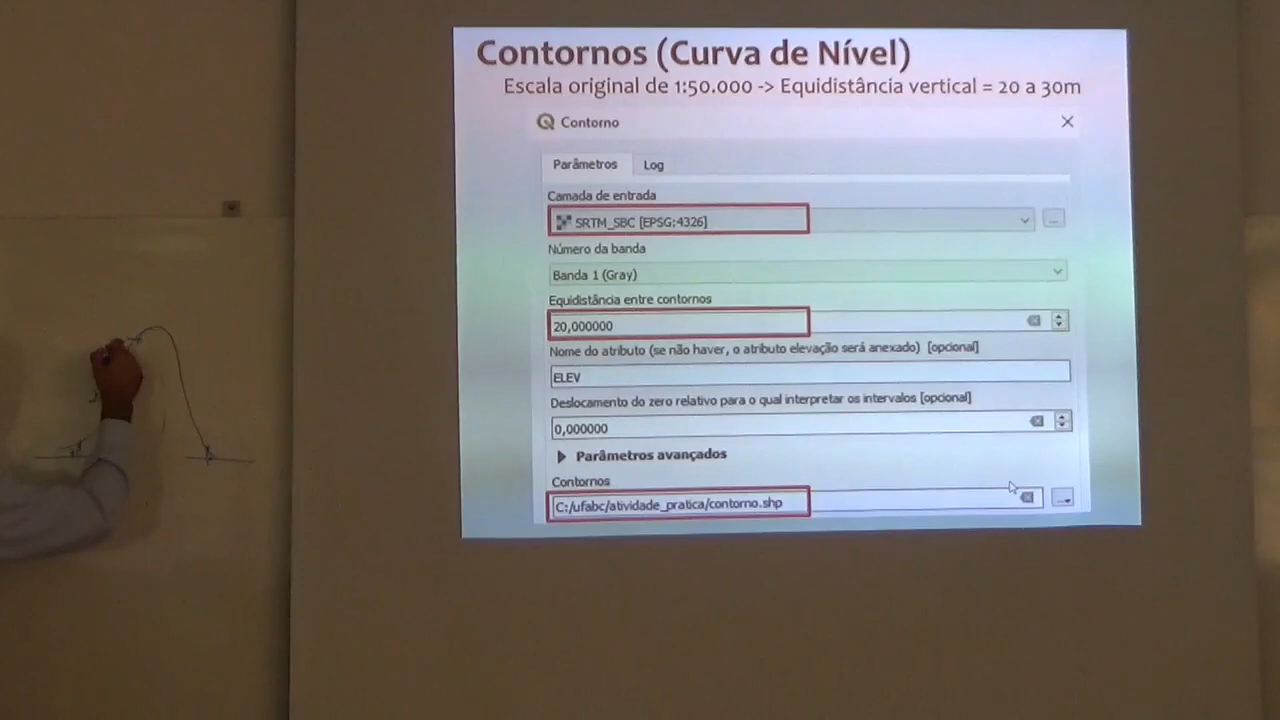 Contornos (Curva de Nível)
Escala original de 1:50.000 -> Equidistância vertical = 20 a 30m
Contorno
Parâmetros Log
Camada de entrada
SRTM_SBC [EPSG:4326] ...
Número da banda
Banda 1 (Gray)
Equidistância entre contornos
20,000000
Nome do atributo (se não haver, o atributo elevação será anexado) [opcional]
ELEV
Deslocamento do zero relativo para o qual interpretar os intervalos [opcional]
0,000000
Parâmetros avançados
Contornos
C:/ufabc/atividade_pratica/contorno.shp